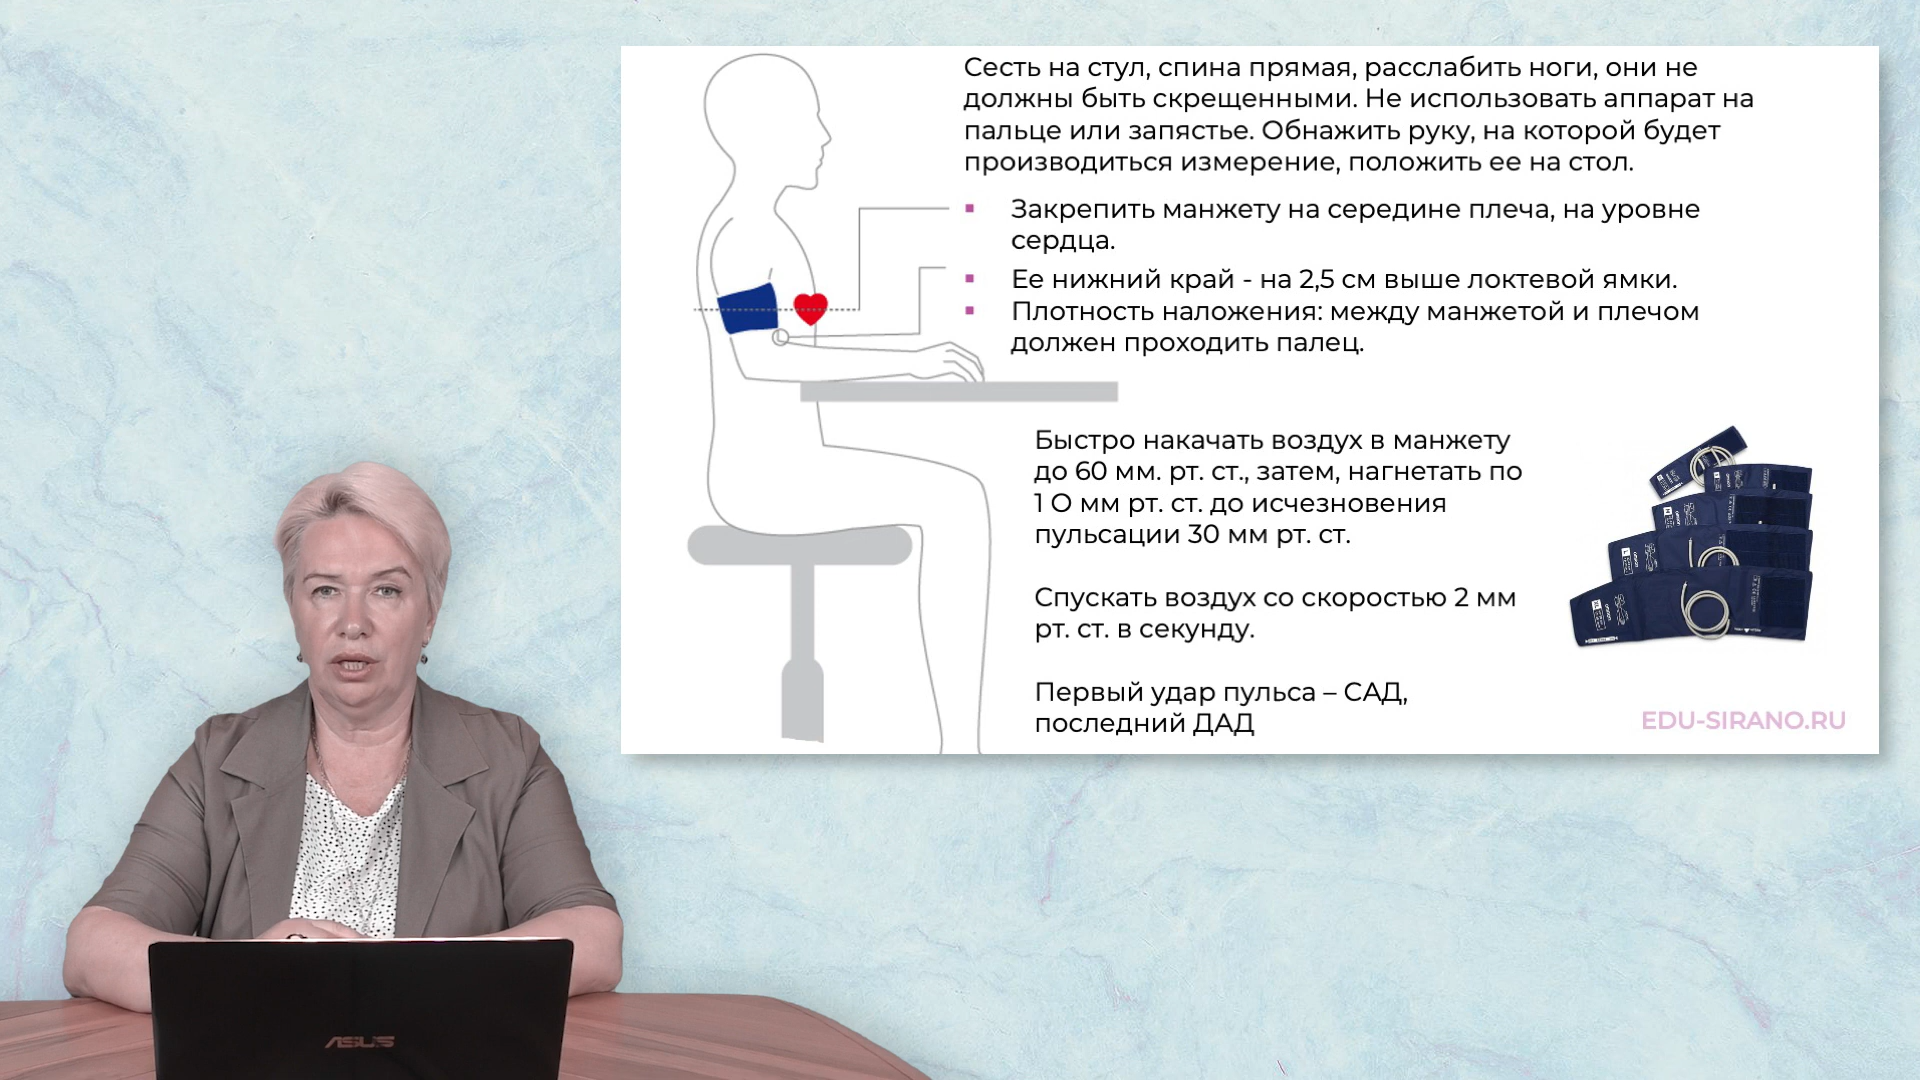 Сесть на стул, спина прямая, расслабить ноги, они не
должны быть скрещенными. Не использовать аппарат на
пальце или запястье. Обнажить руку, на которой будет
производиться измерение, положить ее на стол.
▪ Закрепить манжету на середине плеча, на уровне
сердца.
▪ Ее нижний край - на 2,5 см выше локтевой ямки.
▪ Плотность наложения: между манжетой и плечом
должен проходить палец.
Быстро накачать воздух в манжету
до 60 мм. рт. ст., затем, нагнетать по
1 О мм рт. ст. до исчезновения
пульсации 30 мм рт. ст.
Спускать воздух со скоростью 2 мм
рт. ст. в секунду.
Первый удар пульса – САД,
последний ДАД
EDU-SIRANO.RU
ASUS